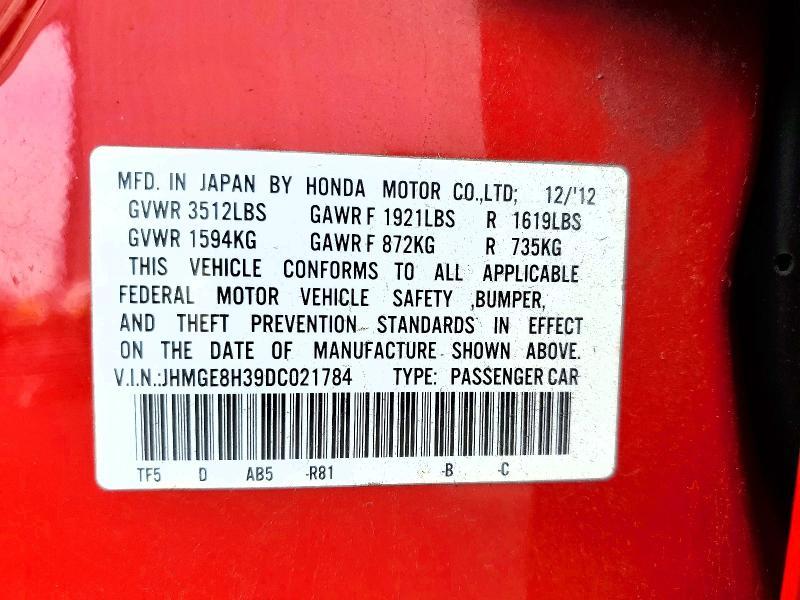 MFD. IN JAPAN BY HONDA MOTOR CO.,LTD; 12/'12
GVWR 3512LBS GAWR F 1921LBS R 1619LBS
GVWR 1594KG GAWR F 872KG R 735KG
THIS VEHICLE CONFORMS TO ALL APPLICABLE
FEDERAL MOTOR VEHICLE SAFETY ,BUMPER,
AND THEFT PREVENTION STANDARDS IN EFFECT
ON THE DATE OF MANUFACTURE SHOWN ABOVE.
V.I.N.:JHMGE8H39DC021784 TYPE: PASSENGER CAR
TF5 D AB5 -R81 -B -C